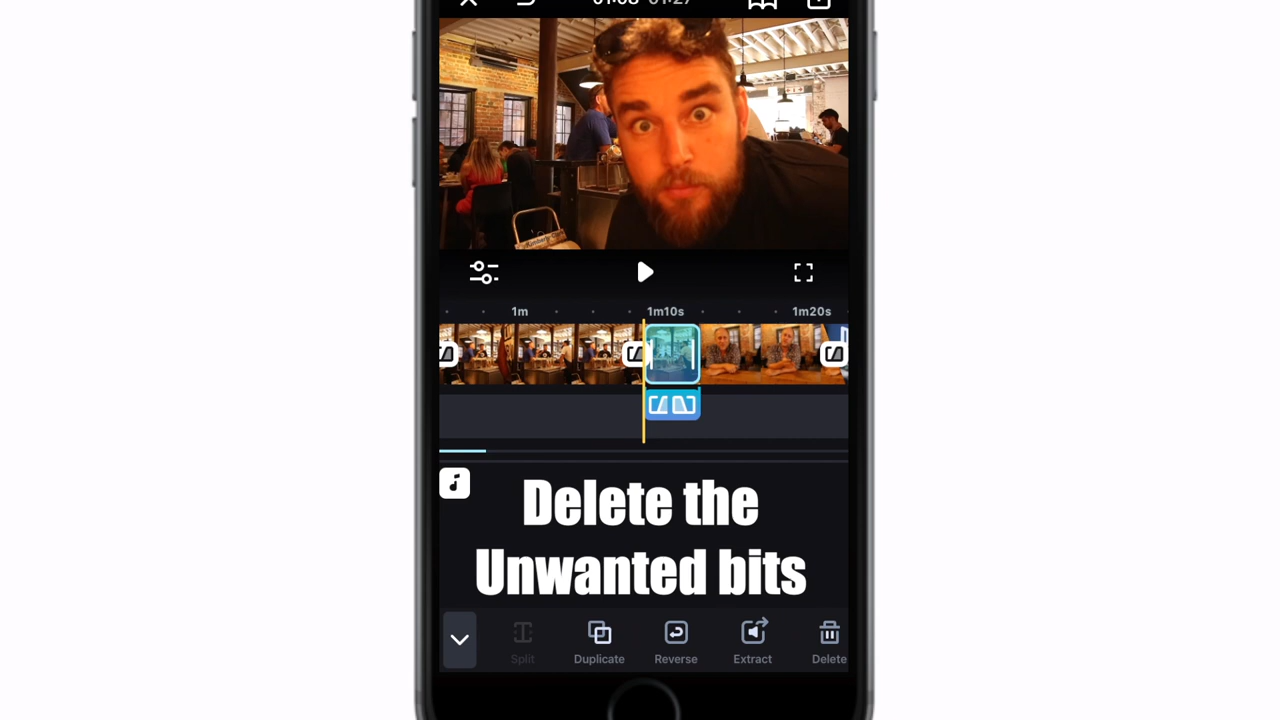 1m 1m10s 1m20s
Delete the
Unwanted bits
Split Duplicate Reverse Extract Delete